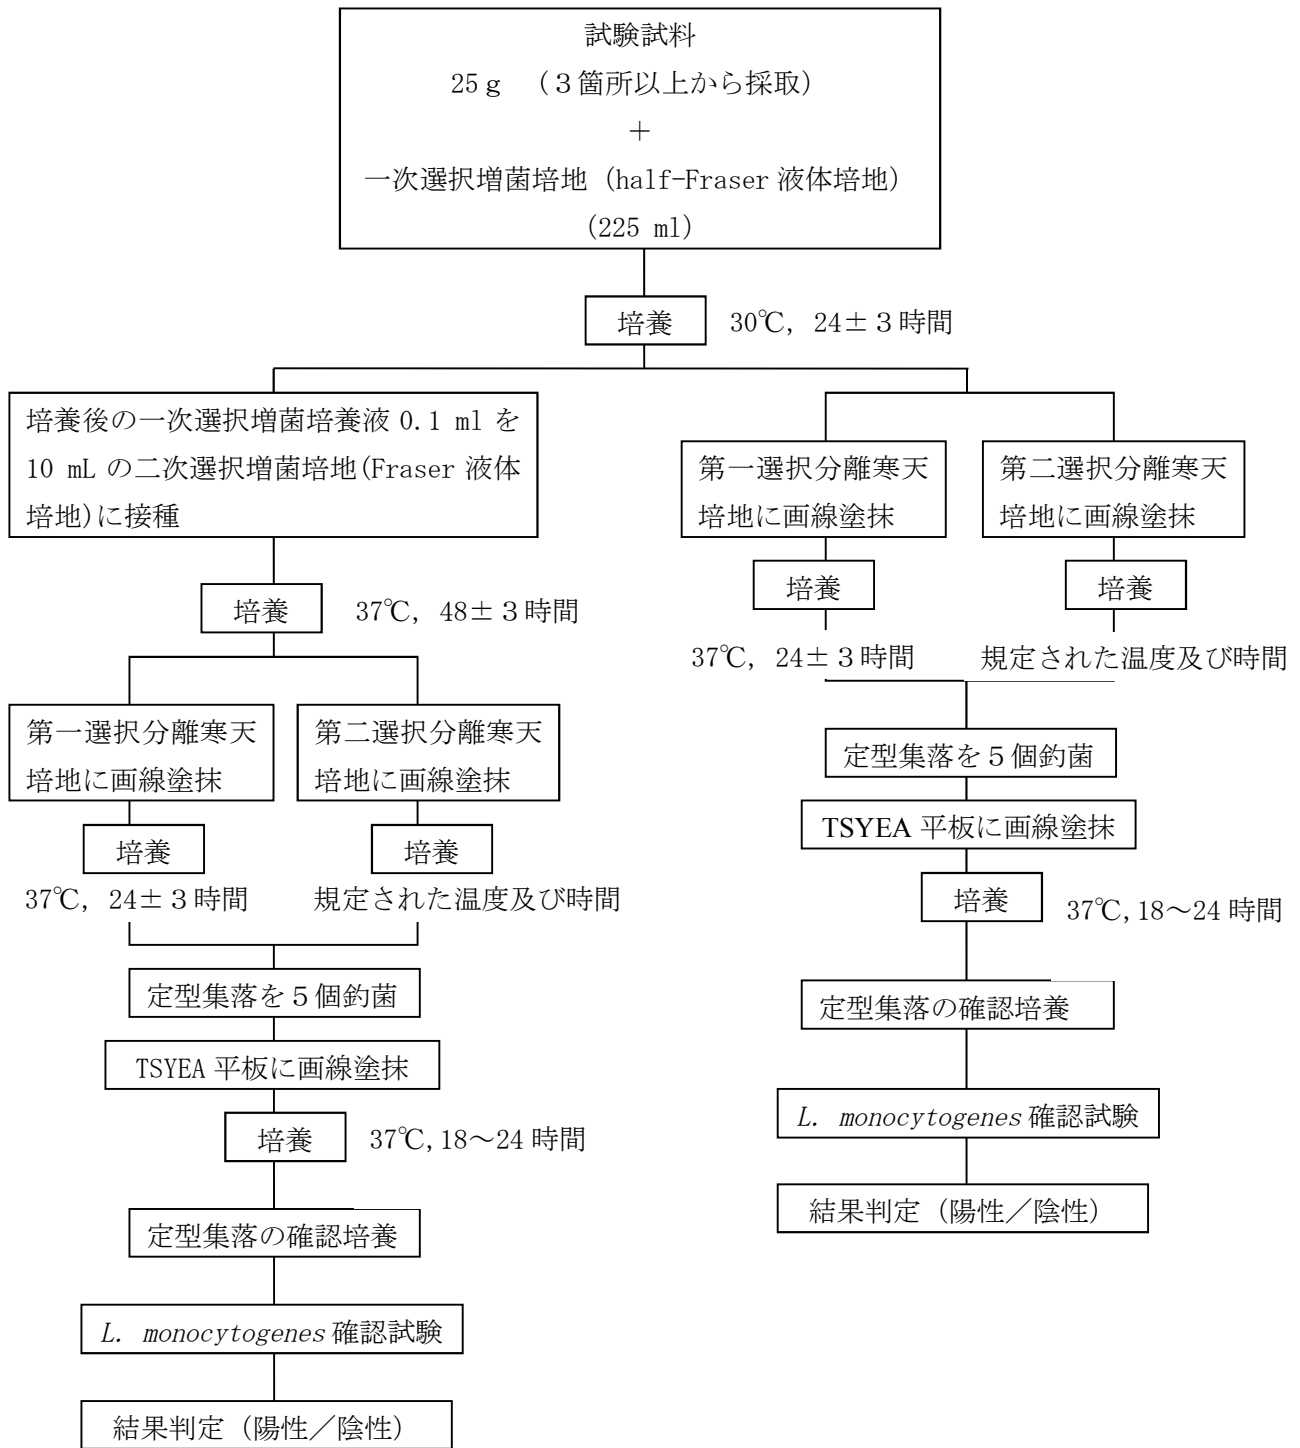 試験試料
25ｇ　（３箇所以上から採取）
＋
一次選択増菌培地（half-Fraser 液体培地）
(225 ml)
培養
30℃，24±３時間
培養後の一次選択増菌培養液 0.1 ml を
10 mL の二次選択増菌培地(Fraser 液体
培地)に接種
培養
37℃，48±３時間
第一選択分離寒天
培地に画線塗抹
第二選択分離寒天
培地に画線塗抹
培養
培養
37℃，24±３時間
規定された温度及び時間
定型集落を５個釣菌
TSYEA 平板に画線塗抹
培養
37℃, 18～24 時間
定型集落の確認培養
L. monocytogenes 確認試験
結果判定（陽性／陰性）
第一選択分離寒天
培地に画線塗抹
第二選択分離寒天
培地に画線塗抹
培養
培養
37℃，24±３時間
規定された温度及び時間
定型集落を５個釣菌
TSYEA 平板に画線塗抹
培養
37℃, 18～24 時間
定型集落の確認培養
L. monocytogenes 確認試験
結果判定（陽性／陰性）